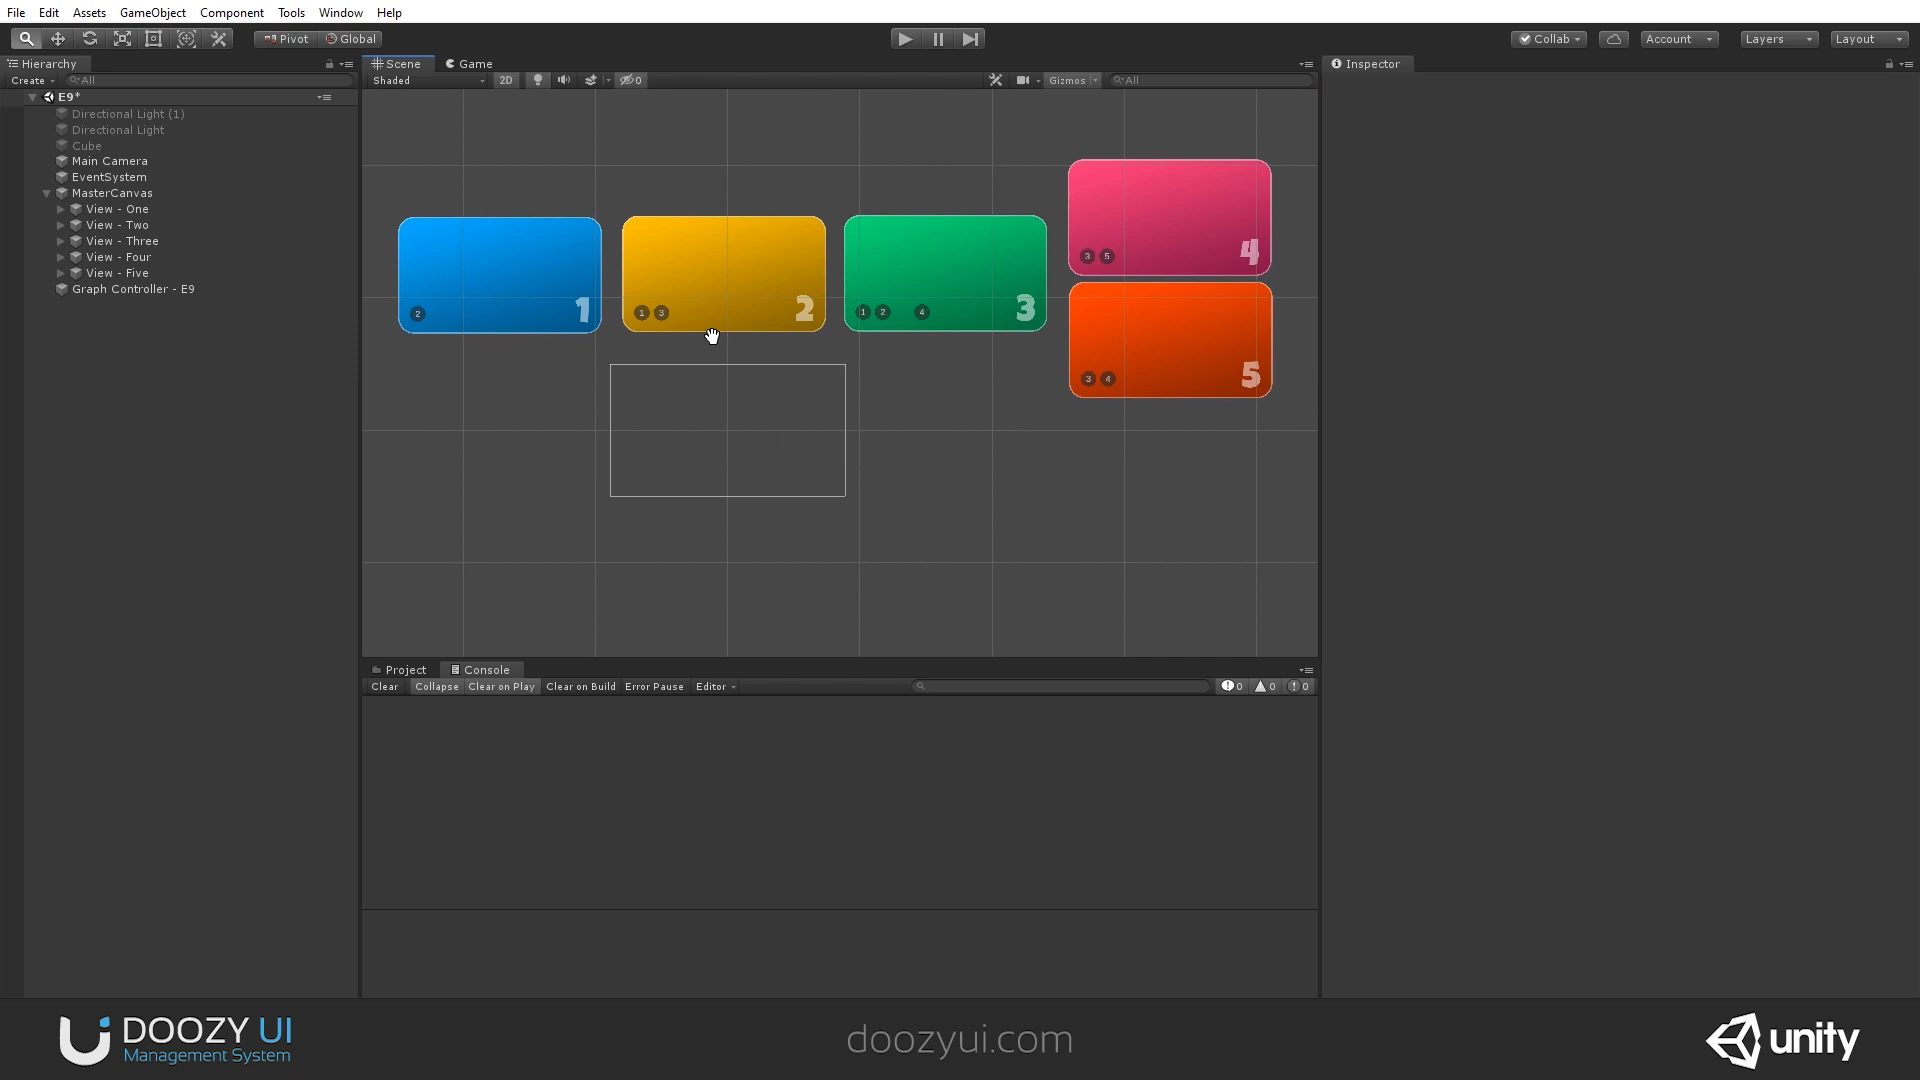 File Edit Assets GameObject Component Tools Window Help
Pivot Global Collab Account Layers Layout
Hierarchy
Create All
E9*
Directional Light (1)
Directional Light
Cube
Main Camera
EventSystem
MasterCanvas
View - One
View - Two
View - Three
View - Four
View - Five
Graph Controller - E9
Scene Game
Shaded 2D 0 Gizmos All
2 1
1 3 2
1 2 4 3
3 5 4
3 4 5
Project Console
Clear Collapse Clear on Play Clear on Build Error Pause Editor 0 0 0
Inspector
DOOZY UI
Management System
doozyui.com
unity